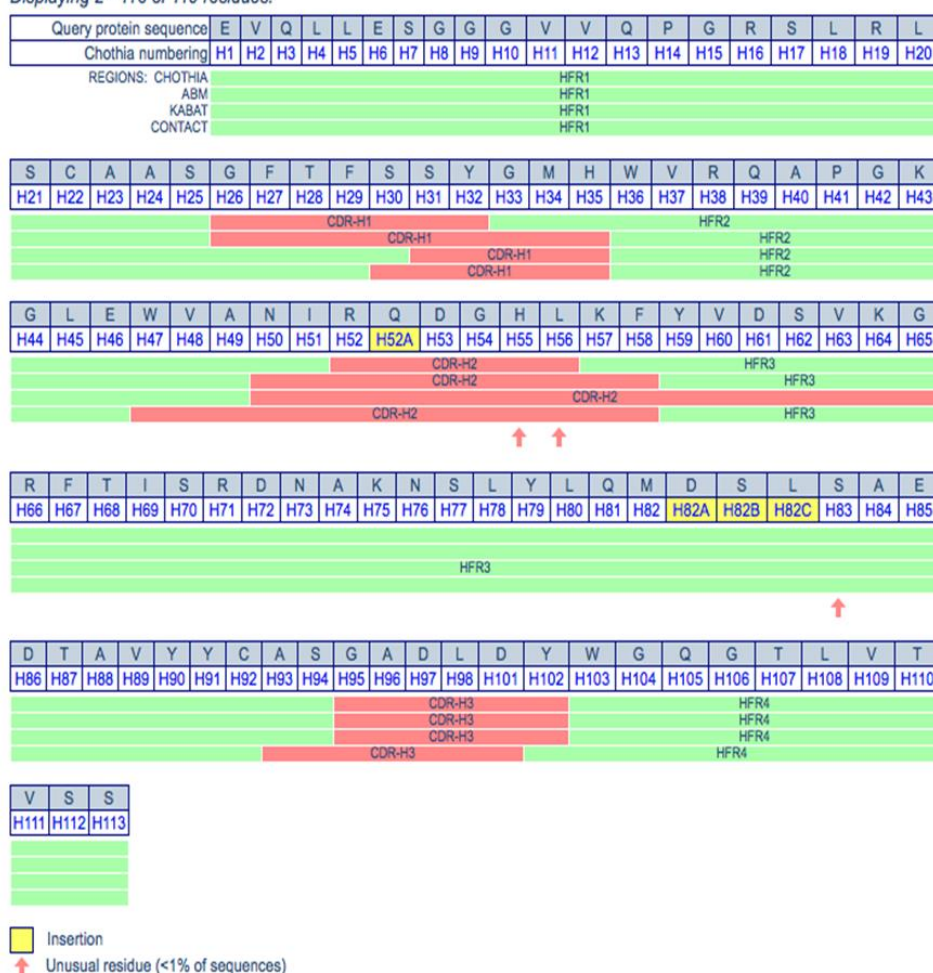 Query protein sequence E V Q L L E S G G G V V Q P G R S L R L
Chothia numbering H1 H2 H3 H4 H5 H6 H7 H8 H9 H10 H11 H12 H13 H14 H15 H16 H17 H18 H19 H20
REGIONS: CHOTHIA HFR1
ABM HFR1
KABAT HFR1
CONTACT HFR1
S C A A S G F T F S S Y G M H W V R Q A P G K
H21 H22 H23 H24 H25 H26 H27 H28 H29 H30 H31 H32 H33 H34 H35 H36 H37 H38 H39 H40 H41 H42 H43
CDR-H1 HFR2
CDR-H1 HFR2
CDR-H1 HFR2
CDR-H1 HFR2
G L E W V A N I R Q D G H L K F Y V D S V K G
H44 H45 H46 H47 H48 H49 H50 H51 H52 H52A H53 H54 H55 H56 H57 H58 H59 H60 H61 H62 H63 H64 H65
CDR-H2 HFR3
CDR-H2 HFR3
CDR-H2
CDR-H2 HFR3
R F T I S R D N A K N S L Y L Q M D S L S A E
H66 H67 H68 H69 H70 H71 H72 H73 H74 H75 H76 H77 H78 H79 H80 H81 H82 H82A H82B H82C H83 H84 H85
HFR3
D T A V Y Y C A S G A D L D Y W G Q G T L V T
H86 H87 H88 H89 H90 H91 H92 H93 H94 H95 H96 H97 H98 H101 H102 H103 H104 H105 H106 H107 H108 H109 H110
CDR-H3 HFR4
CDR-H3 HFR4
CDR-H3 HFR4
CDR-H3 HFR4
V S S
H111 H112 H113
Insertion
Unusual residue (<1% of sequences)